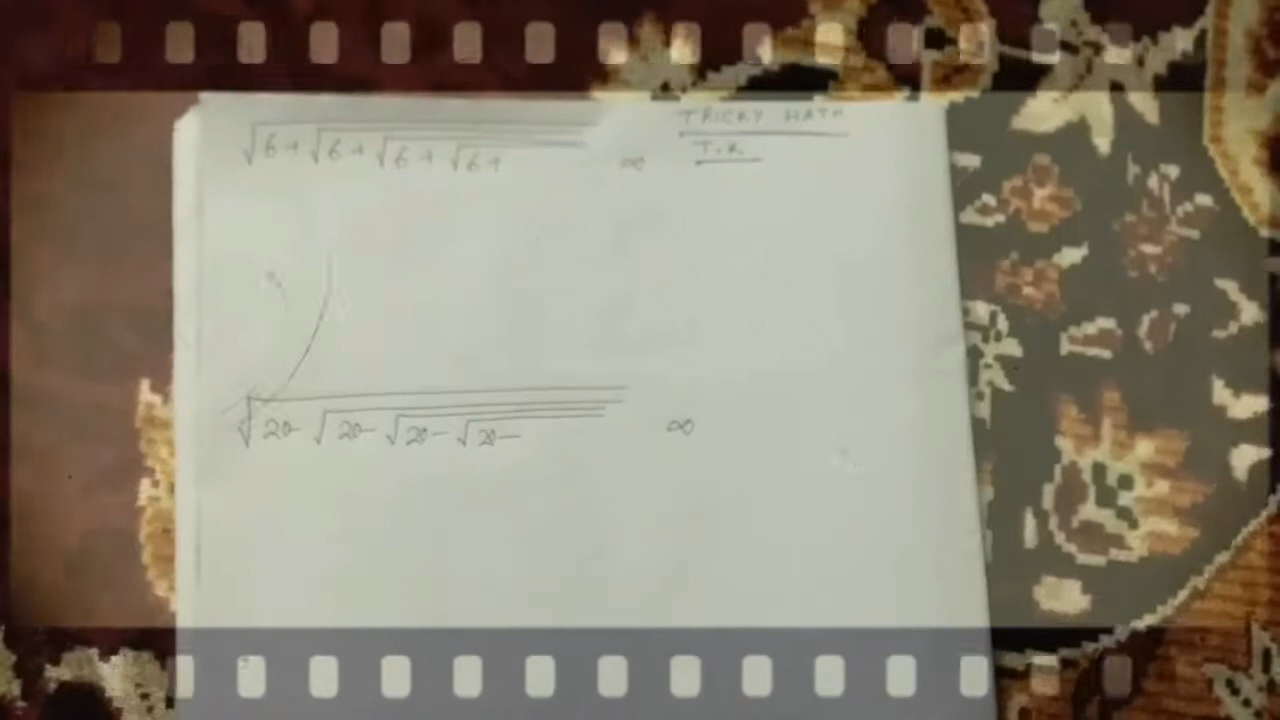 √6+ √6+ √6+ √6+ ∞
TRICKY MATH
T.R.
√20- √20- √20- √20- ∞